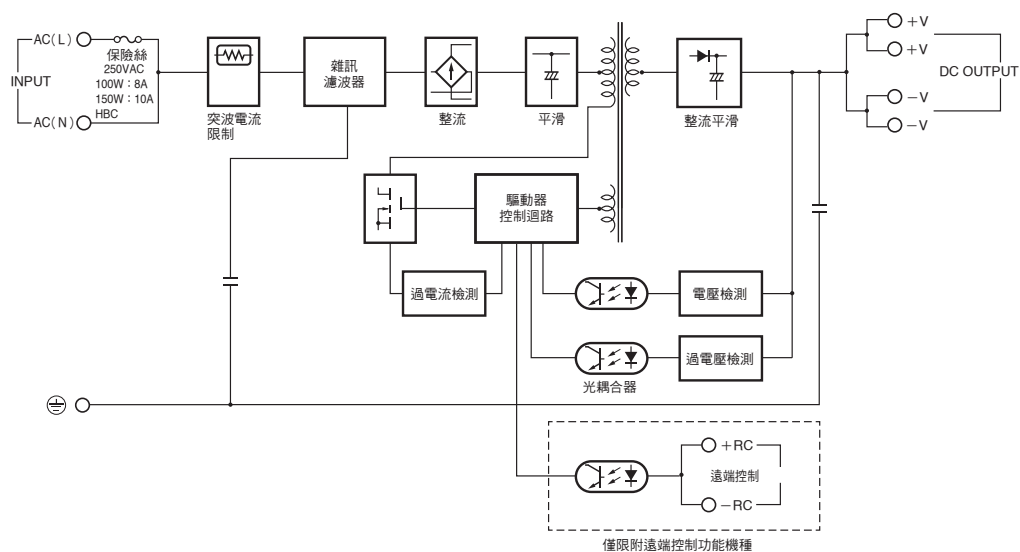 AC(L)
INPUT
AC(N)
保險絲
250VAC
100W：8A
150W：10A
HBC
突波電流
限制
雜訊
濾波器
整流
平滑
整流平滑
+V
+V
DC OUTPUT
−V
−V
驅動器
控制迴路
過電流檢測
電壓檢測
過電壓檢測
光耦合器
+RC
遠端控制
−RC
僅限附遠端控制功能機種